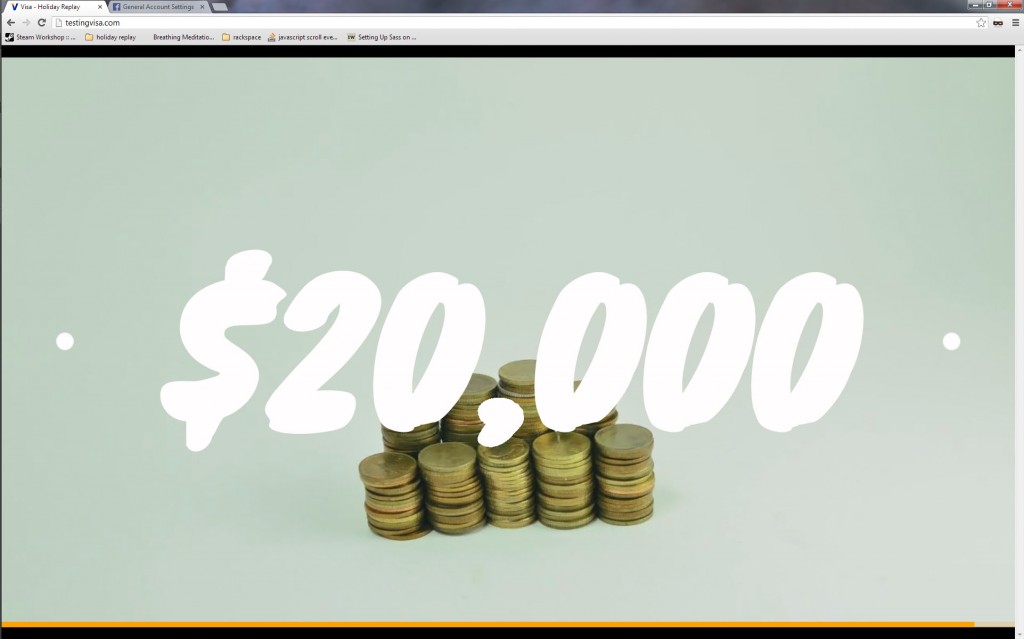 Visa - Holiday Replay
General Account Settings
testingvisa.com
Steam Workshop :: ...
holiday replay
Breathing Meditatio...
rackspace
javascript scroll eve...
Setting Up Sass on ...
$20,000